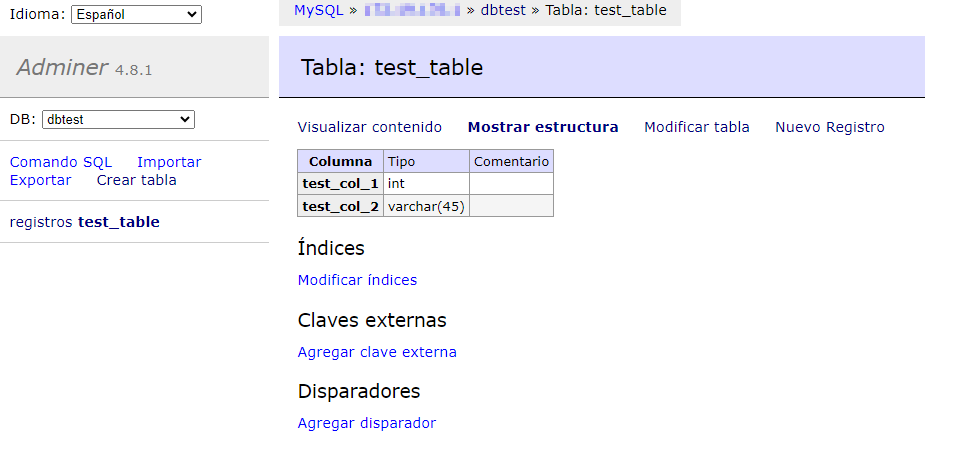 Idioma: Español
MySQL » » dbtest » Tabla: test_table
Adminer 4.8.1
Tabla: test_table
DB: dbtest
Comando SQL Importar
Exportar Crear tabla
registros test_table
Visualizar contenido Mostrar estructura Modificar tabla Nuevo Registro
Columna Tipo Comentario
test_col_1 int
test_col_2 varchar(45)
Índices
Modificar índices
Claves externas
Agregar clave externa
Disparadores
Agregar disparador